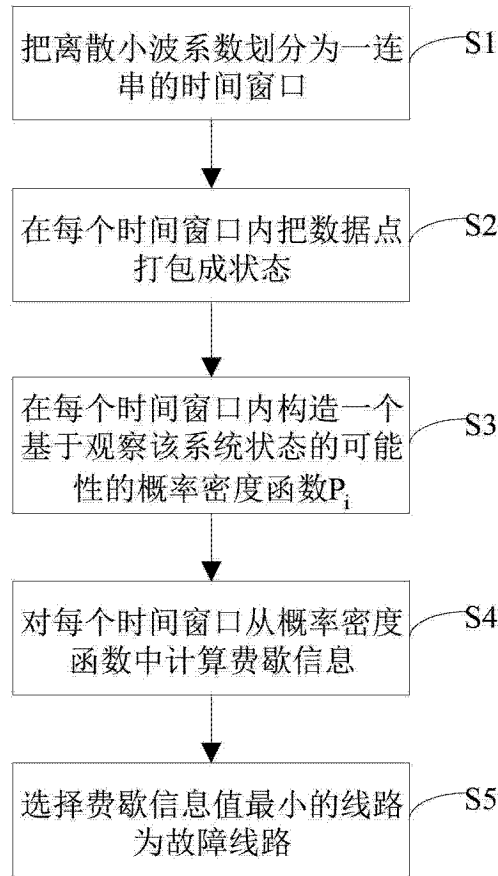 把离散小波系数划分为一连
串的时间窗口
S1
在每个时间窗口内把数据点
打包成状态
S2
在每个时间窗口内构造一个
基于观察该系统状态的可能
性的概率密度函数Pi
S3
对每个时间窗口从概率密度
函数中计算费歇信息
S4
选择费歇信息值最小的线路
为故障线路
S5